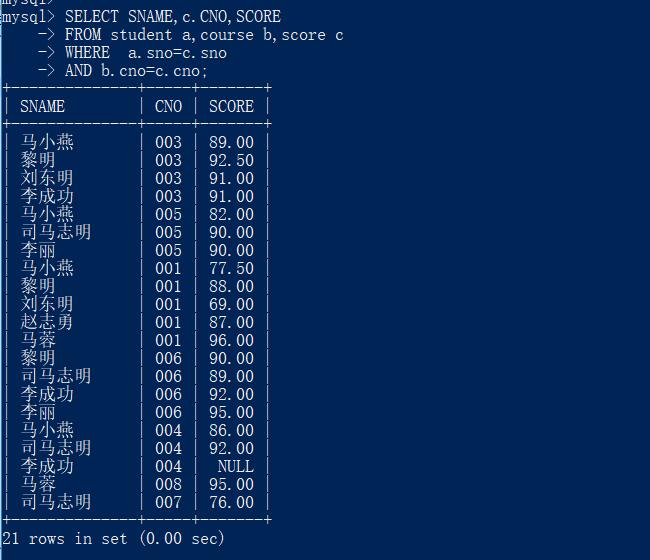 mysql>
mysql> SELECT SNAME,c.CNO,SCORE
    -> FROM student a,course b,score c
    -> WHERE  a.sno=c.sno
    -> AND b.cno=c.cno;
+--------------+-----+-------+
| SNAME        | CNO | SCORE |
+--------------+-----+-------+
| 马小燕       | 003 | 89.00 |
| 黎明         | 003 | 92.50 |
| 刘东明       | 003 | 91.00 |
| 李成功       | 003 | 91.00 |
| 马小燕       | 005 | 82.00 |
| 司马志明     | 005 | 90.00 |
| 李丽         | 005 | 90.00 |
| 马小燕       | 001 | 77.50 |
| 黎明         | 001 | 88.00 |
| 刘东明       | 001 | 69.00 |
| 赵志勇       | 001 | 87.00 |
| 马蓉         | 001 | 96.00 |
| 黎明         | 006 | 90.00 |
| 司马志明     | 006 | 89.00 |
| 李成功       | 006 | 92.00 |
| 李丽         | 006 | 95.00 |
| 马小燕       | 004 | 86.00 |
| 司马志明     | 004 | 92.00 |
| 李成功       | 004 |  NULL |
| 马蓉         | 008 | 95.00 |
| 司马志明     | 007 | 76.00 |
+--------------+-----+-------+
21 rows in set (0.00 sec)